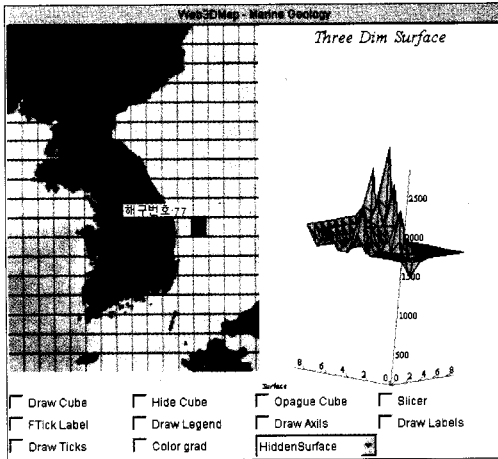 Web3DMap - Marine Geology
Three Dim Surface
해구번호 77
2500
2000
1500
1000
500
8 6 4 2 0 0 2 4 6 8
Surface
Draw Cube
Hide Cube
Opague Cube
Slicer
FTick Label
Draw Legend
Draw Axils
Draw Labels
Draw Ticks
Color grad
HiddenSurface